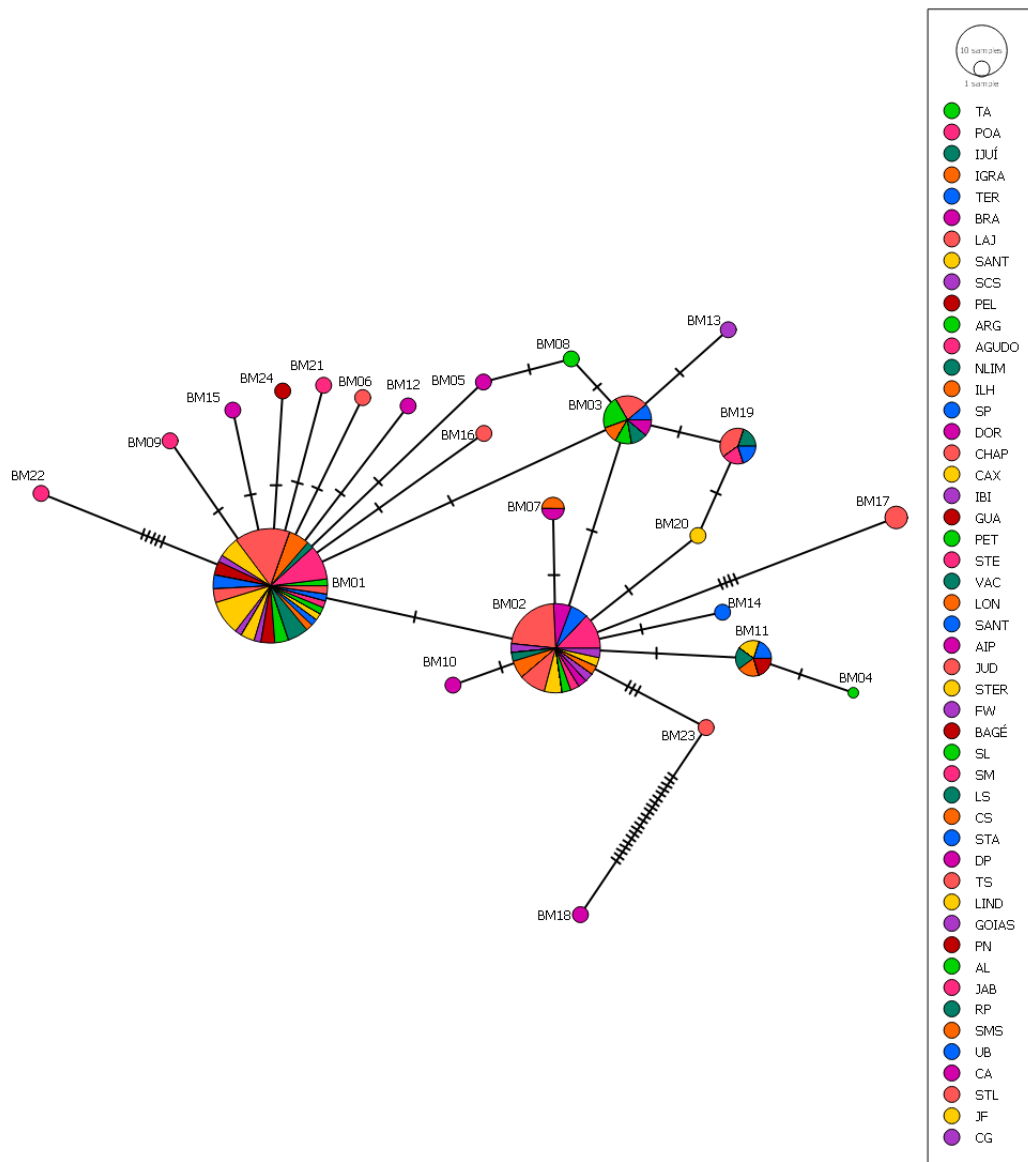 10 samples
1 sample
TA
POA
IJUÍ
IGRA
TER
BRA
LAJ
SANT
SCS
PEL
ARG
AGUDO
NLIM
ILH
SP
DOR
CHAP
CAX
IBI
GUA
PET
STE
VAC
LON
SANT
AIP
JUD
STER
FW
BAGÉ
SL
SM
LS
CS
STA
DP
TS
LIND
GOIAS
PN
AL
JAB
RP
SMS
UB
CA
STL
JF
CG
BM13
BM08
BM21
BM24
BM06
BM12
BM05
BM15
BM03
BM19
BM16
BM09
BM22
BM17
BM07
BM20
BM01
BM02
BM14
BM11
BM10
BM04
BM23
BM18